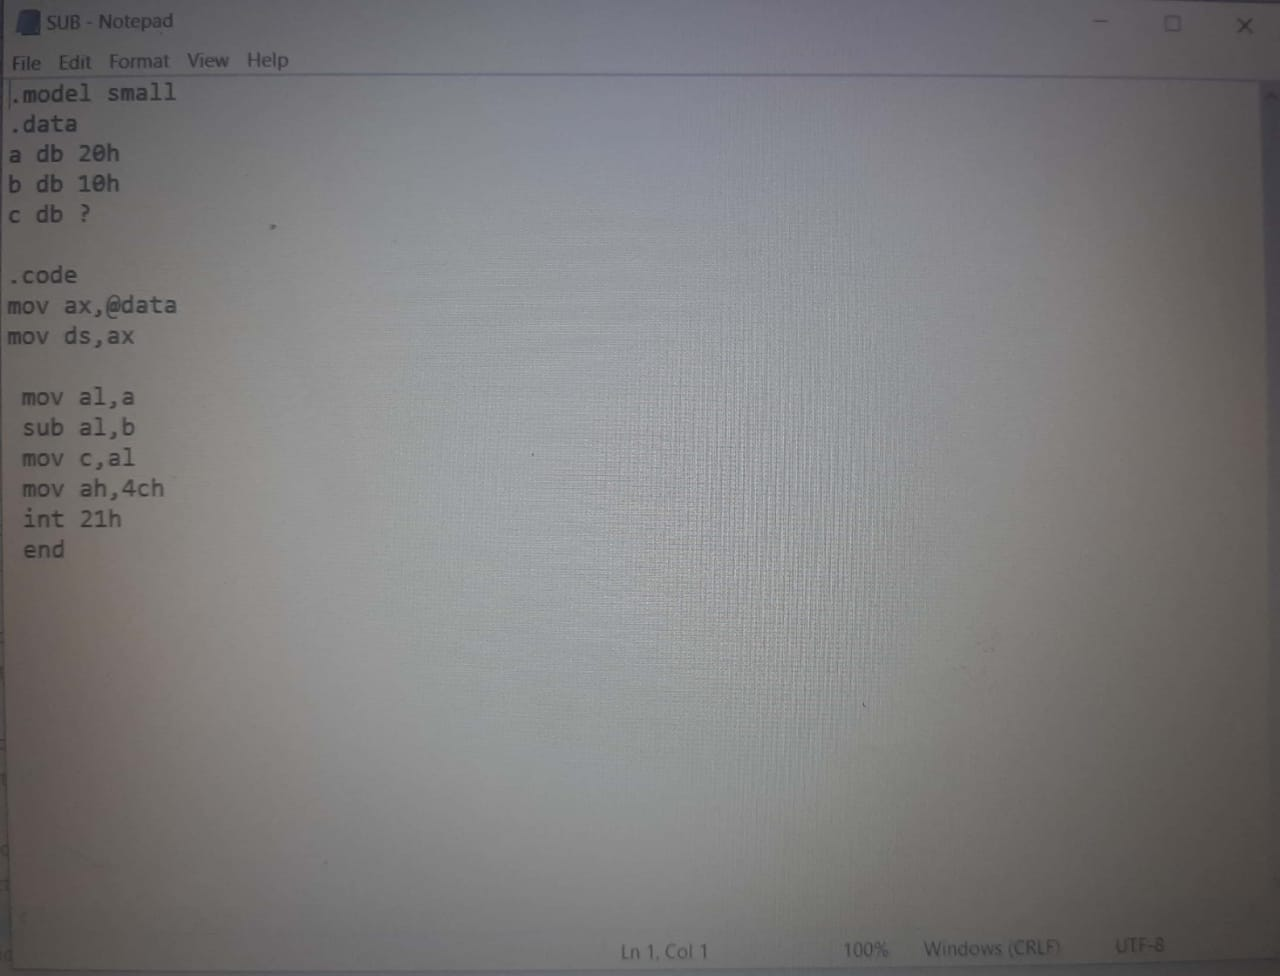 SUB - Notepad
File Edit Format View Help
.model small
.data
a db 20h
b db 10h
c db ?
.code
mov ax,@data
mov ds,ax
mov al,a
sub al,b
mov c,al
mov ah,4ch
int 21h
end
Ln 1, Col 1 100% Windows (CRLF) UTF-8